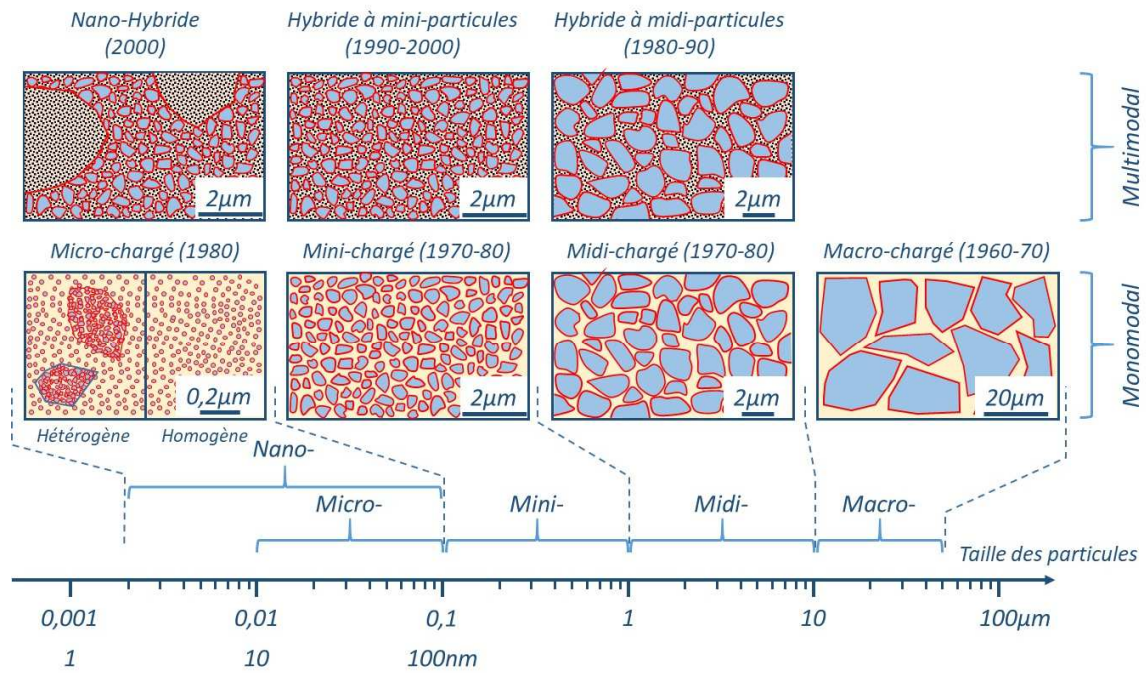 Nano-Hybride
(2000)
Hybride à mini-particules
(1990-2000)
Hybride à midi-particules
(1980-90)
2µm
2µm
2µm
Multimodal
Micro-chargé (1980)
Mini-chargé (1970-80)
Midi-chargé (1970-80)
Macro-chargé (1960-70)
0,2µm
2µm
2µm
20µm
Monomodal
Hétérogène
Homogène
Nano-
Micro-
Mini-
Midi-
Macro-
Taille des particules
0,001
0,01
0,1
1
10
100µm
1
10
100nm